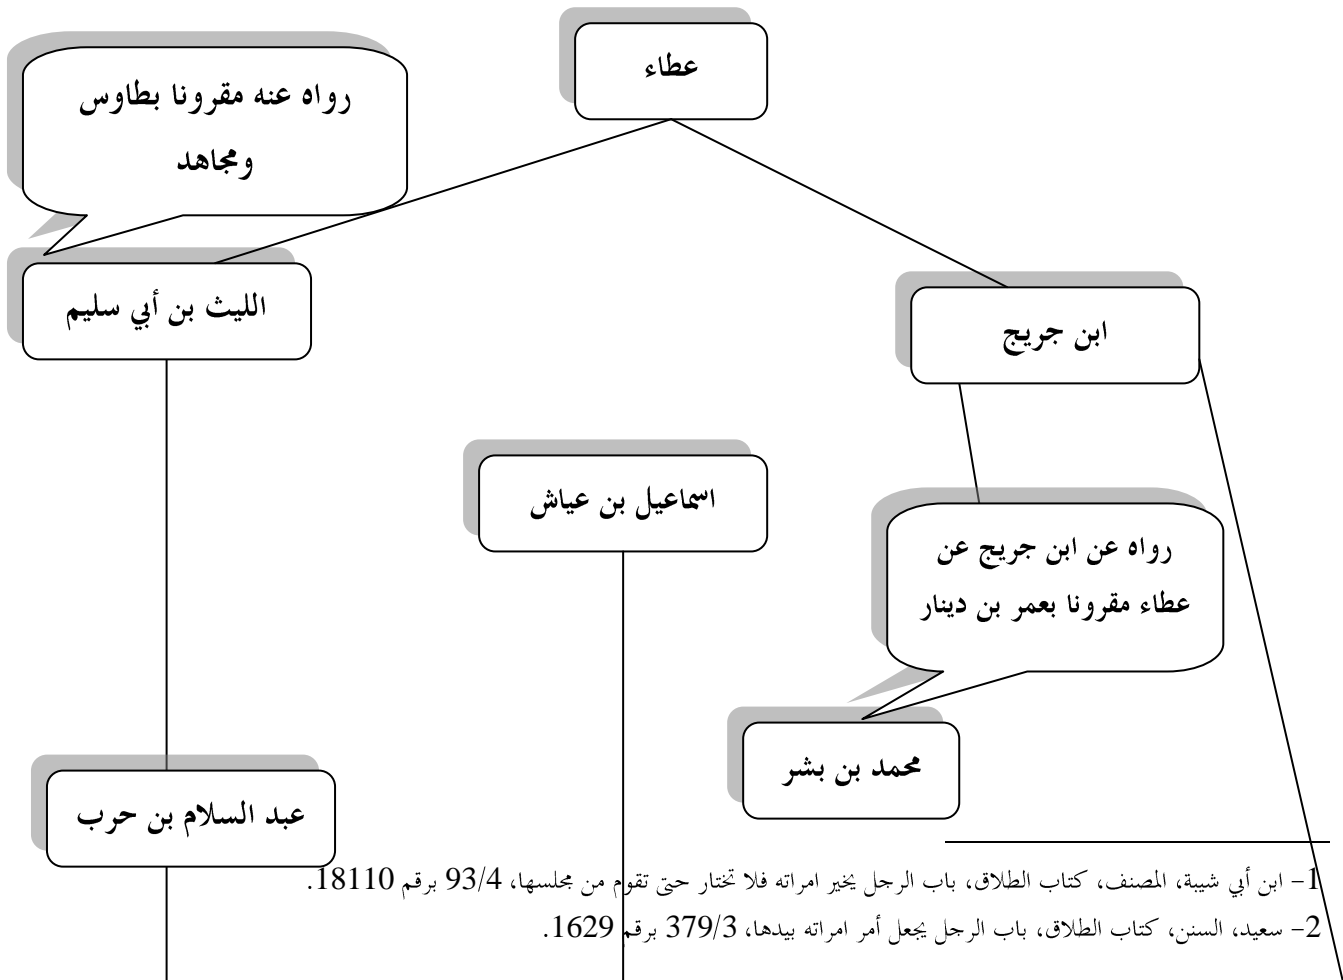 عطاء
رواه عنه مقرونا بطاوس
ومجاهد
الليث بن أبي سليم
ابن جريج
اسماعيل بن عياش
رواه عن ابن جريج عن
عطاء مقرونا بعمر بن دينار
محمد بن بشر
عبد السلام بن حرب
1- ابن أبي شيبة، المصنف، كتاب الطلاق، باب الرجل يخير امراته فلا تختار حتى تقوم من مجلسها، 93/4 برقم 18110.
2- سعيد، السنن، كتاب الطلاق، باب الرجل يجعل أمر امراته بيدها، 379/3 برقم 1629.